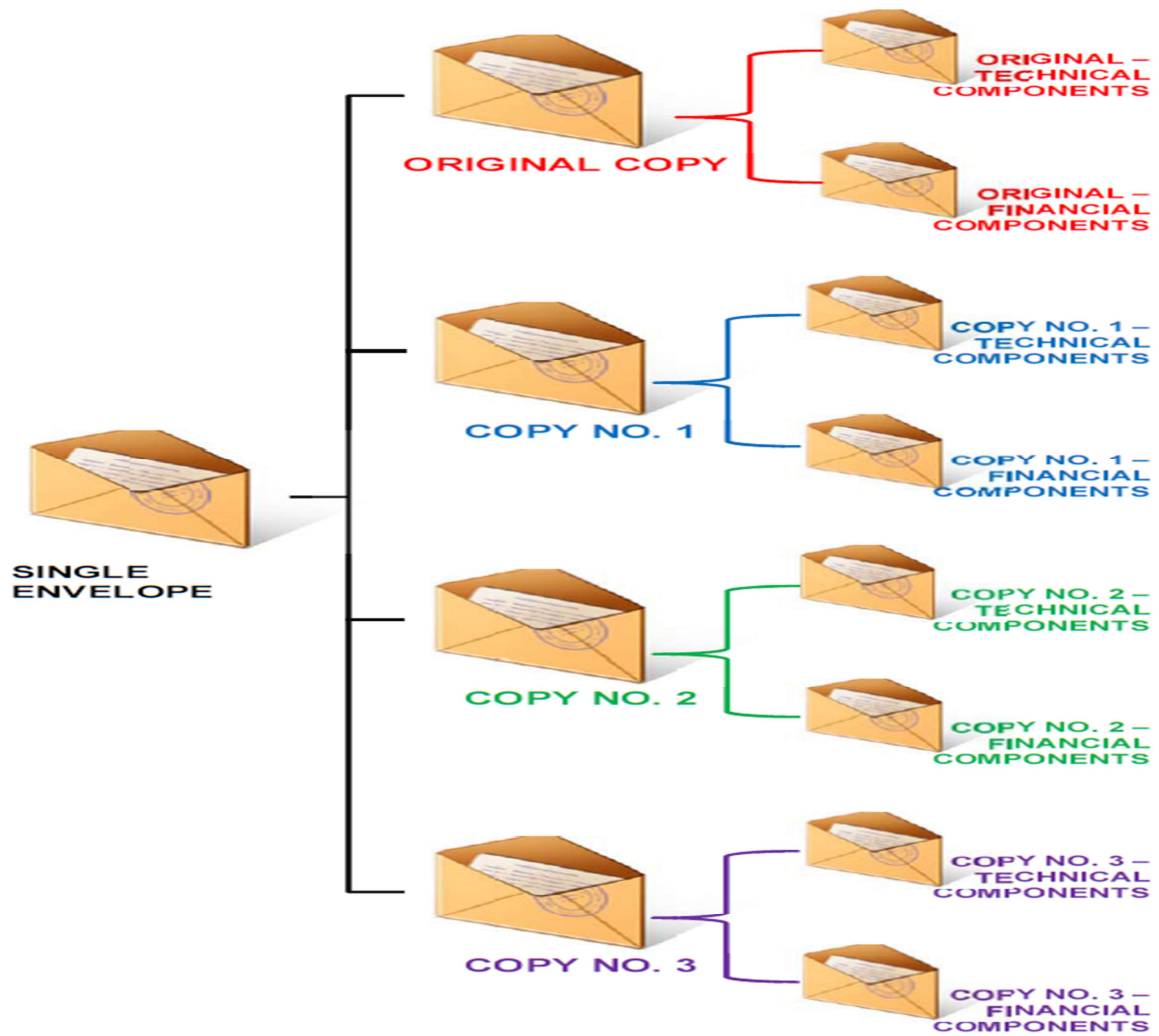 ORIGINAL –
TECHNICAL
COMPONENTS
ORIGINAL COPY
ORIGINAL –
FINANCIAL
COMPONENTS
COPY NO. 1 –
TECHNICAL
COMPONENTS
COPY NO. 1
COPY NO. 1 –
FINANCIAL
COMPONENTS
SINGLE
ENVELOPE
COPY NO. 2 –
TECHNICAL
COMPONENTS
COPY NO. 2
COPY NO. 2 –
FINANCIAL
COMPONENTS
COPY NO. 3 –
TECHNICAL
COMPONENTS
COPY NO. 3
COPY NO. 3 –
FINANCIAL
COMPONENTS